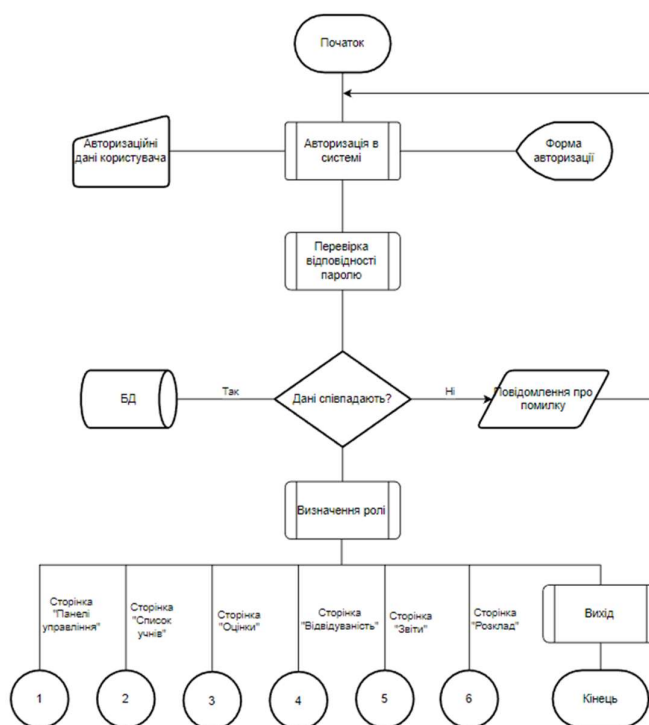 Початок
Авторизаційні
дані користувача
Авторизація в
системі
Форма
авторизації
Перевірка
відповідності
паролю
БД
Так
Дані співпадають?
Ні
Повідомлення про
помилку
Визначення ролі
Сторінка
"Панелі
управління"
Сторінка
"Список
учнів"
Сторінка
"Оцінки"
Сторінка
"Відвідуваність"
Сторінка
"Звіти"
Сторінка
"Розклад"
Вихід
1
2
3
4
5
6
Кінець